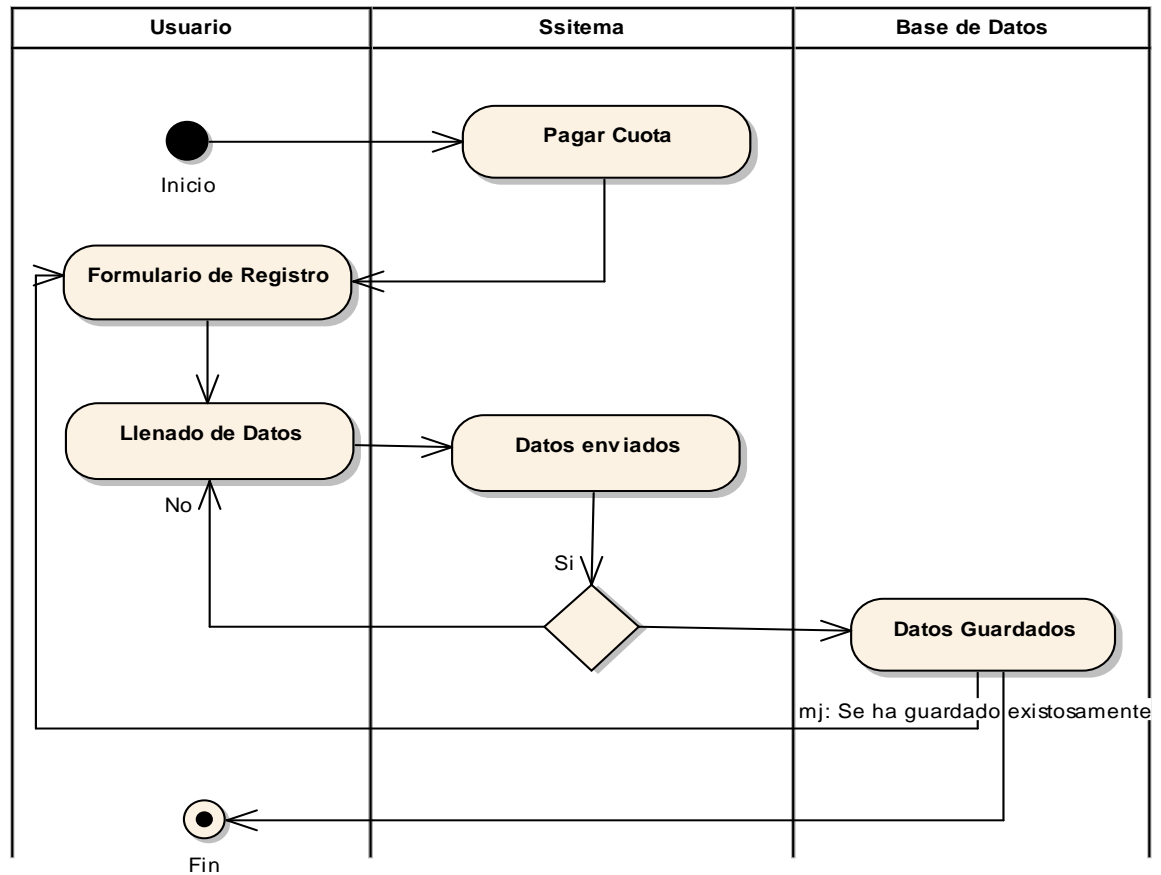 Usuario
Ssitema
Base de Datos
Pagar Cuota
Inicio
Formulario de Registro
Llenado de Datos
Datos enviados
No
Si
Datos Guardados
mj: Se ha guardado existosamente
Fin